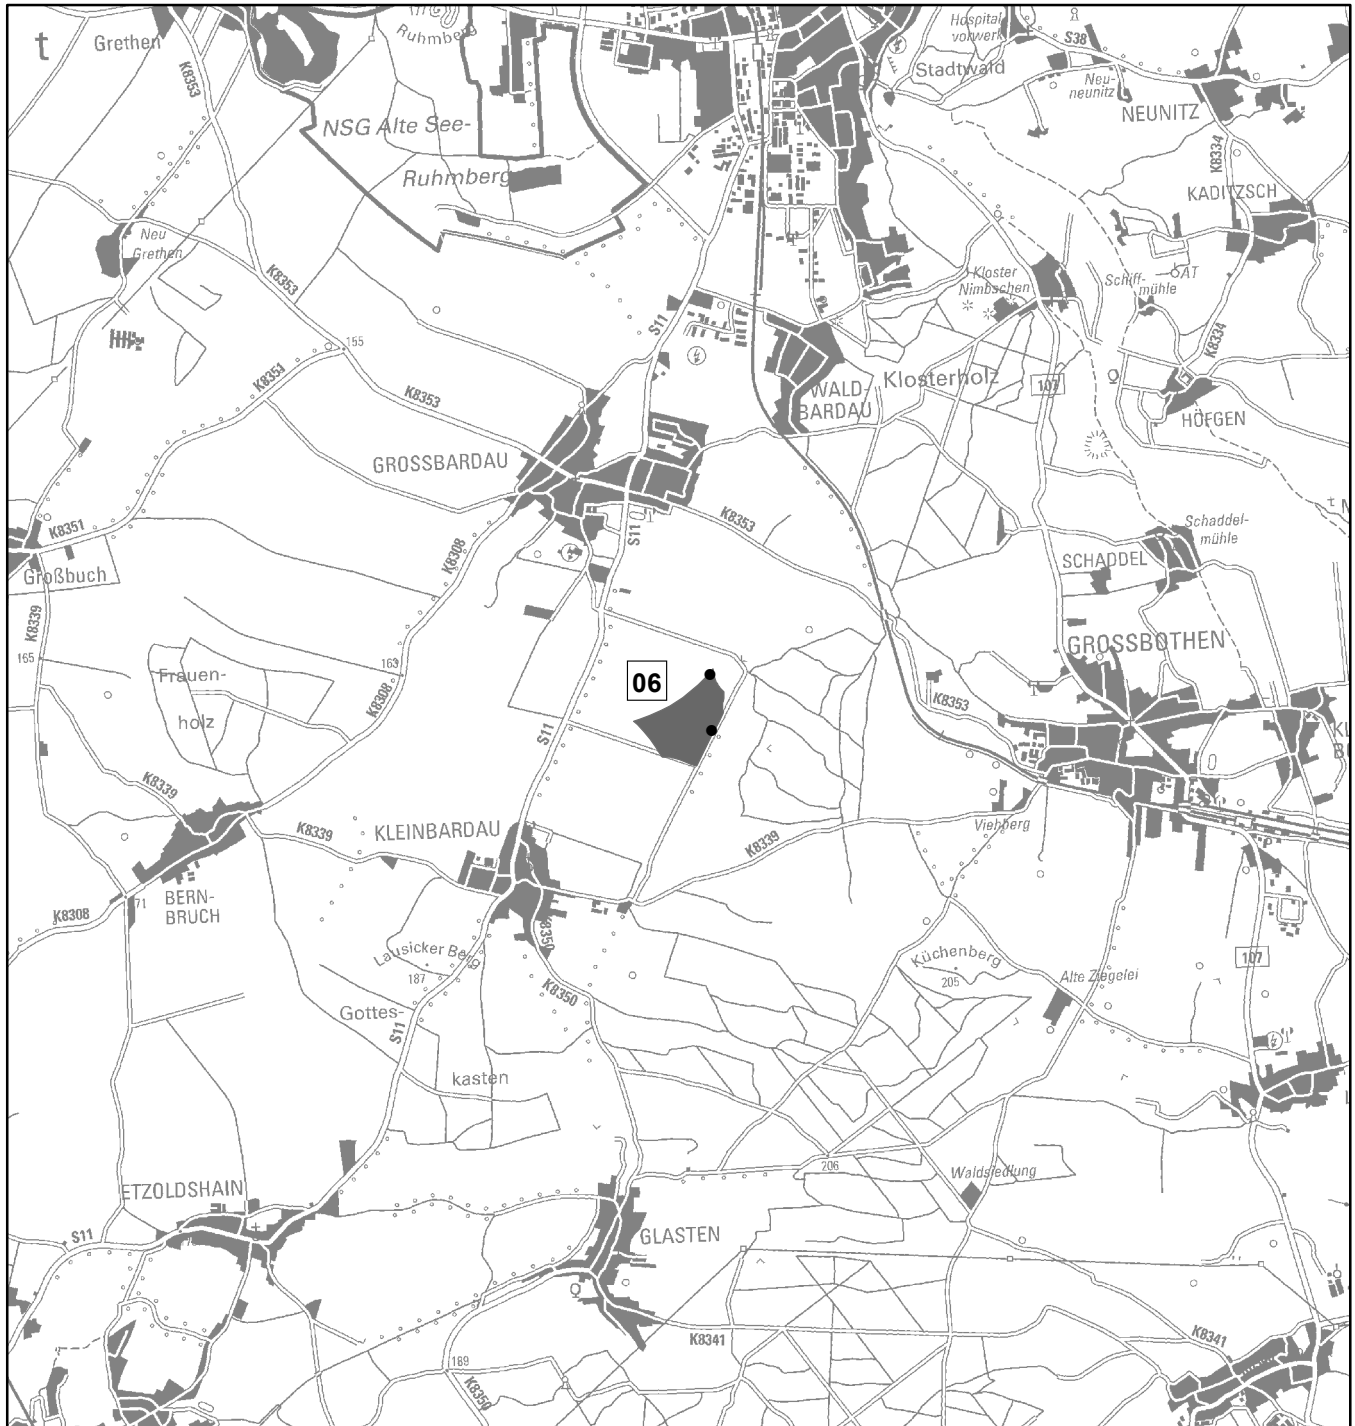 t
Grethen
177
Ruhmberg
Hospital
vorwerk
S38
Stadtwald
Neu-
neunitz
NEUNITZ
K8353
NSG Alte See-
Ruhmberg
K8334
KADITZSCH
Neu
Grethen
K8353
Kloster
Nimbschen
Schiff-
mühle
AT
S11
K8334
155
K8351
K8353
WALD-
BARDAU
Klosterholz
107
HÖFGEN
GROSSBARDAU
K8351
K8308
S11
K8353
Schaddel-
mühle
SCHADDEL
Großbuch
K8339
165
163
Frauen-
holz
K8308
06
GROSSBOTHEN
K8353
S11
K8339
K8339
KLEINBARDAU
K8339
Viehberg
BERN-
BRUCH
71
K8308
K8350
Lausicker Berg
187
K8350
Küchenberg
205
Alte Ziegelei
107
Gottes-
kasten
S11
206
Waldsiedlung
ETZOLDSHAIN
S11
GLASTEN
K8341
K8341
189
K8350